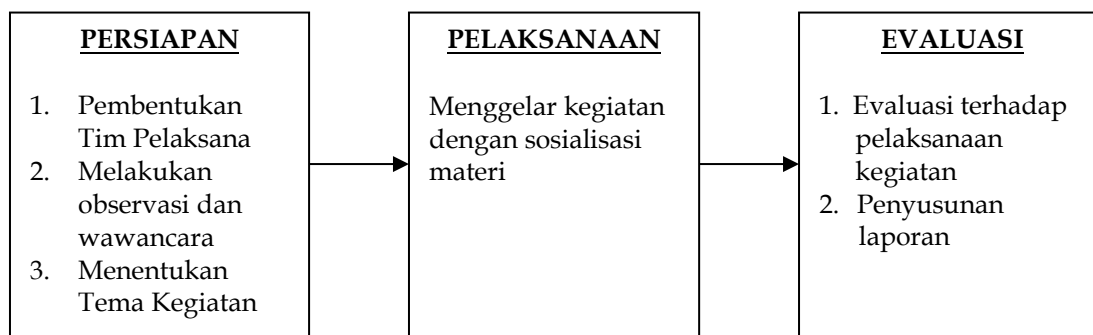 PERSIAPAN
1. Pembentukan
Tim Pelaksana
2. Melakukan
observasi dan
wawancara
3. Menentukan
Tema Kegiatan
PELAKSANAAN
Menggelar kegiatan
dengan sosialisasi
materi
EVALUASI
1. Evaluasi terhadap
pelaksanaan
kegiatan
2. Penyusunan
laporan